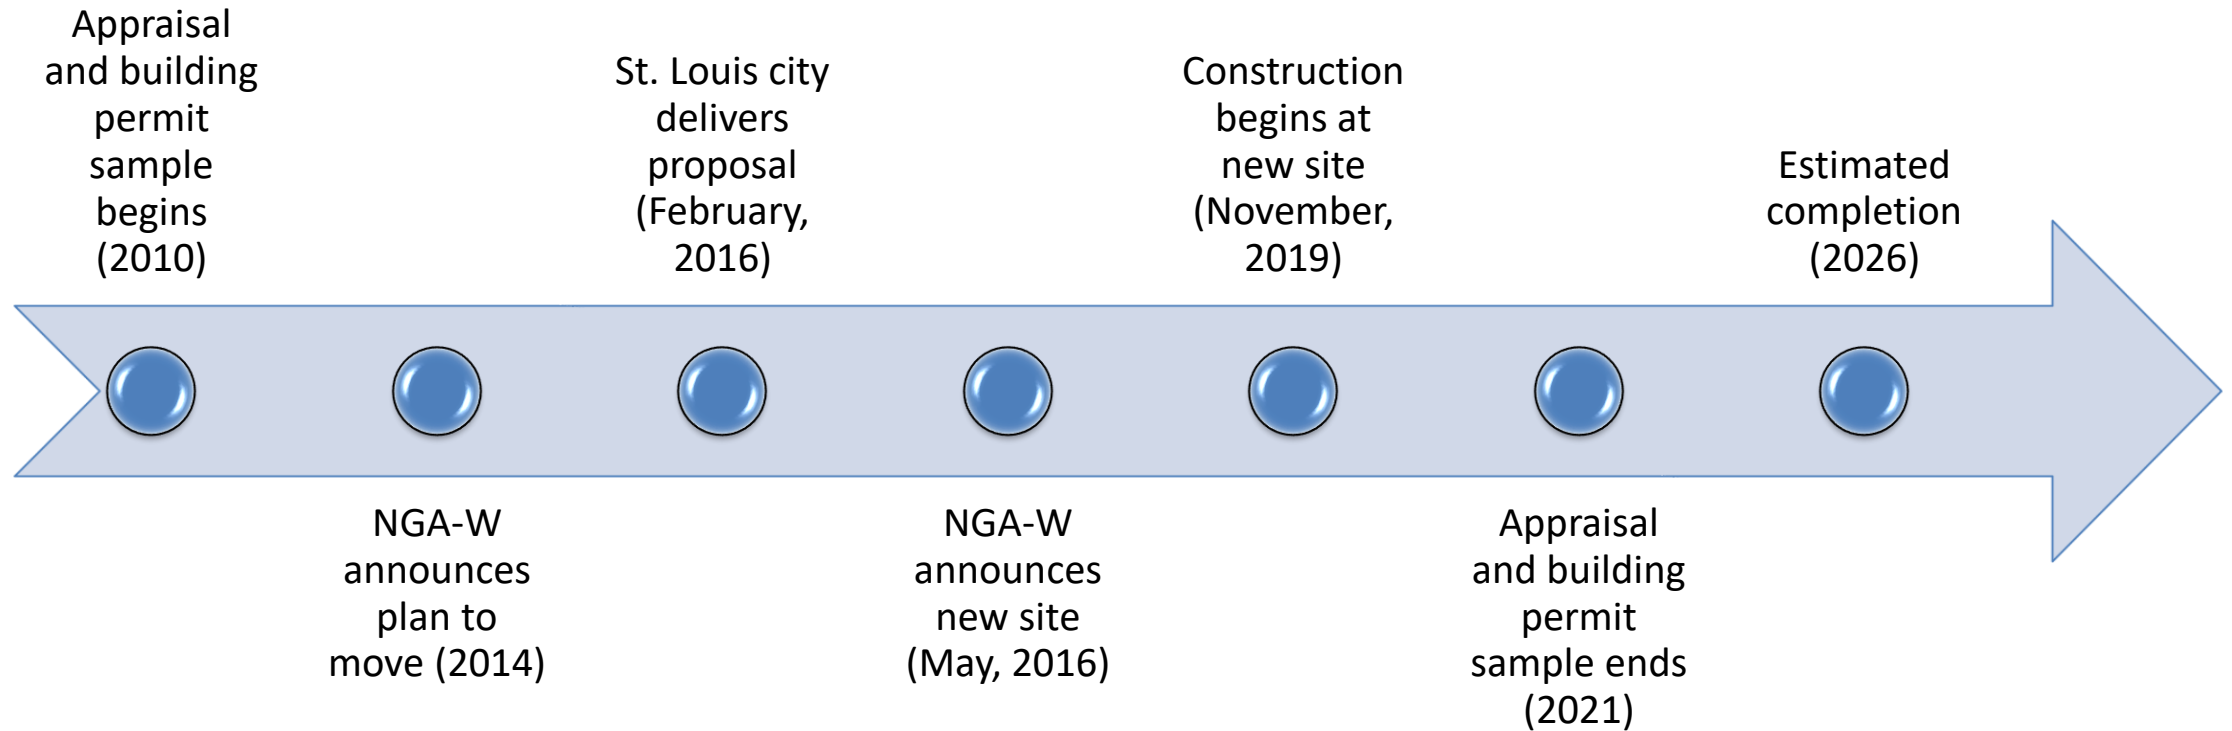 Appraisal
and building
permit
sample
begins
(2010)
NGA-W
announces
plan to
move (2014)
St. Louis city
delivers
proposal
(February,
2016)
NGA-W
announces
new site
(May, 2016)
Construction
begins at
new site
(November,
2019)
Appraisal
and building
permit
sample ends
(2021)
Estimated
completion
(2026)